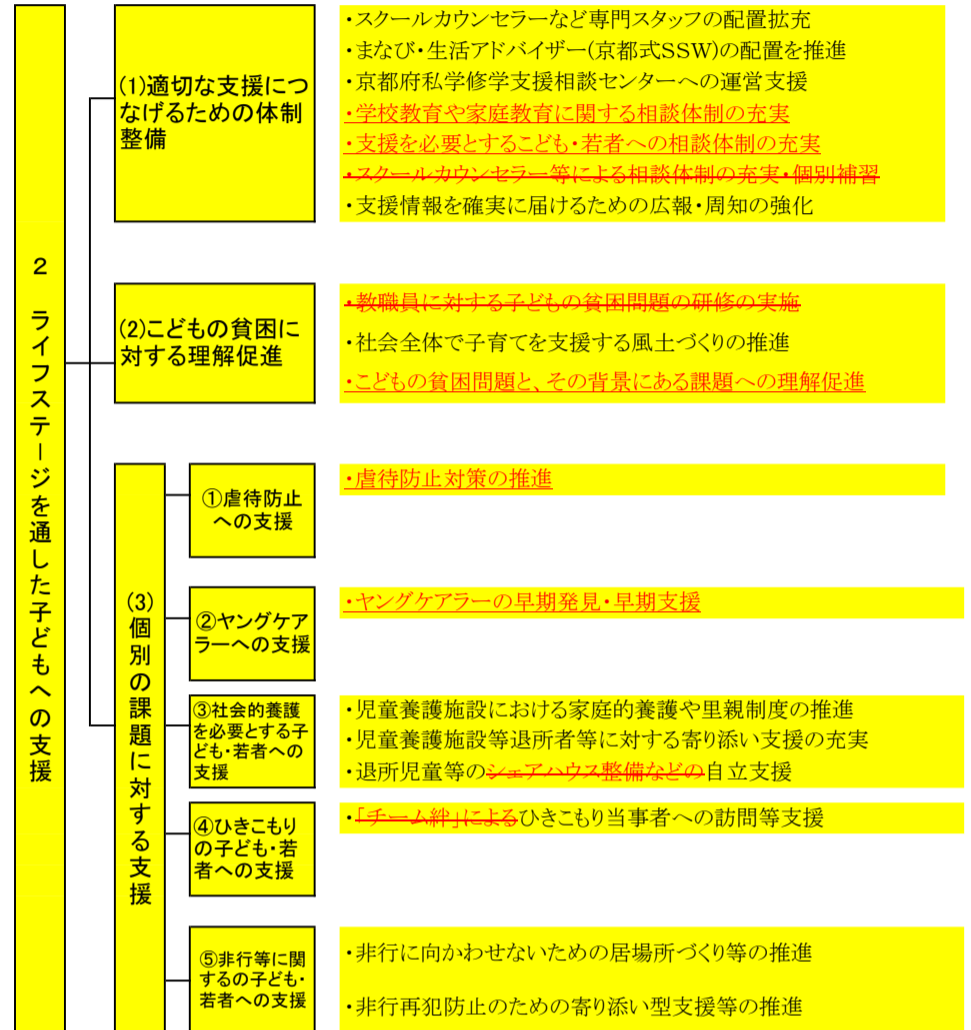 ２　ライフステージを通した子どもへの支援
(1)適切な支援につ
なげるための体制
整備
・スクールカウンセラーなど専門スタッフの配置拡充
・まなび・生活アドバイザー(京都式SSW)の配置を推進
・京都府私学修学支援相談センターへの運営支援
・学校教育や家庭教育に関する相談体制の充実
・支援を必要とするこども・若者への相談体制の充実
・スクールカウンセラー等による相談体制の充実・個別補習
・支援情報を確実に届けるための広報・周知の強化
(2)こどもの貧困に
対する理解促進
・教職員に対する子どもの貧困問題の研修の実施
・社会全体で子育てを支援する風土づくりの推進
・こどもの貧困問題と、その背景にある課題への理解促進
(3)個別の課題に対する支援
①虐待防止
への支援
・虐待防止対策の推進
②ヤングケア
ラーへの支援
・ヤングケアラーの早期発見・早期支援
③社会的養護
を必要とする子
ども・若者への
支援
・児童養護施設における家庭的養護や里親制度の推進
・児童養護施設等退所者等に対する寄り添い支援の充実
・退所児童等のシェアハウス整備などの自立支援
④ひきこもり
の子ども・若
者への支援
・「チーム絆」によるひきこもり当事者への訪問等支援
⑤非行等に関
するの子ども・
若者への支援
・非行に向かわせないための居場所づくり等の推進
・非行再犯防止のための寄り添い型支援等の推進